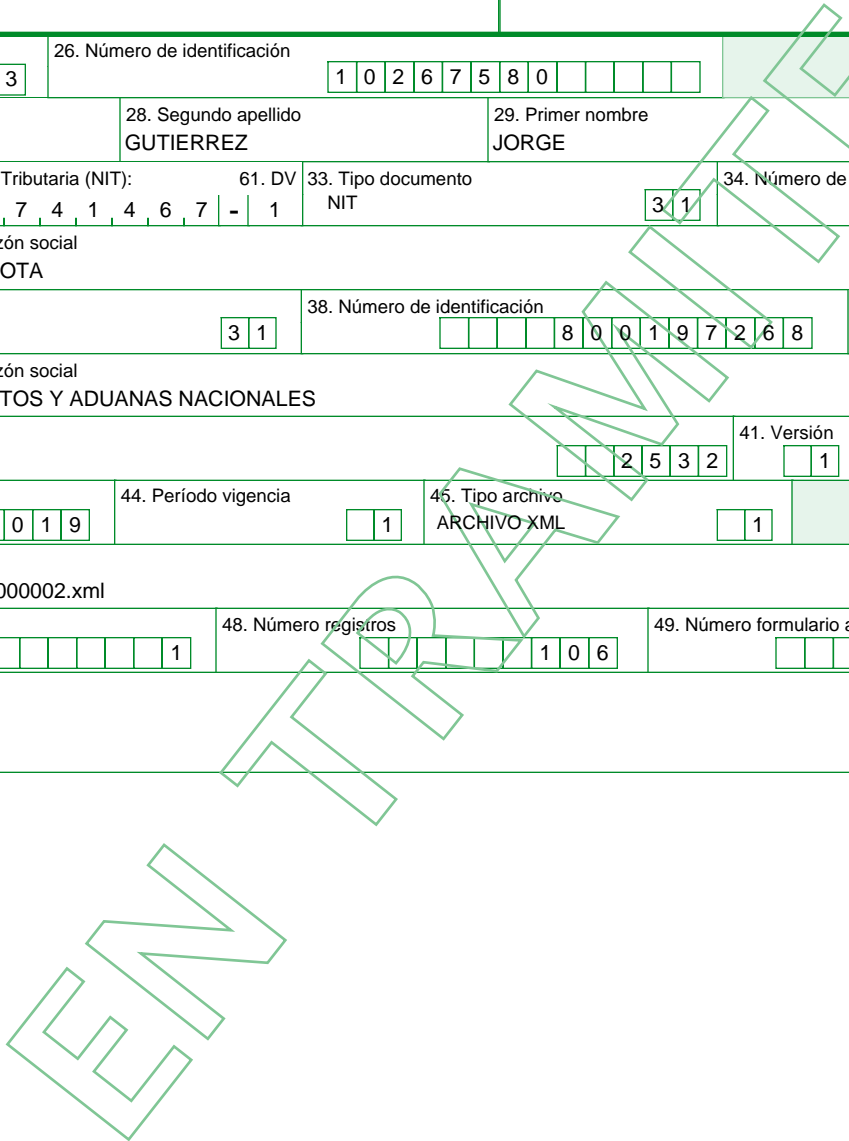 26. Número de identificación
3 1 0 2 6 7 5 8 0
28. Segundo apellido 29. Primer nombre
GUTIERREZ JORGE
Tributaria (NIT): 61. DV 33. Tipo documento 34. Número de
7 4 1 4 6 7 - 1 NIT 3 1
zón social
OTA
38. Número de identificación
3 1 8 0 0 1 9 7 2 6 8
zón social
TOS Y ADUANAS NACIONALES
41. Versión
2 5 3 2 1
44. Período vigencia 45. Tipo archivo
0 1 9 1 ARCHIVO XML 1
000002.xml
48. Número registros 49. Número formulario a
1 1 0 6
EN TRAMITE